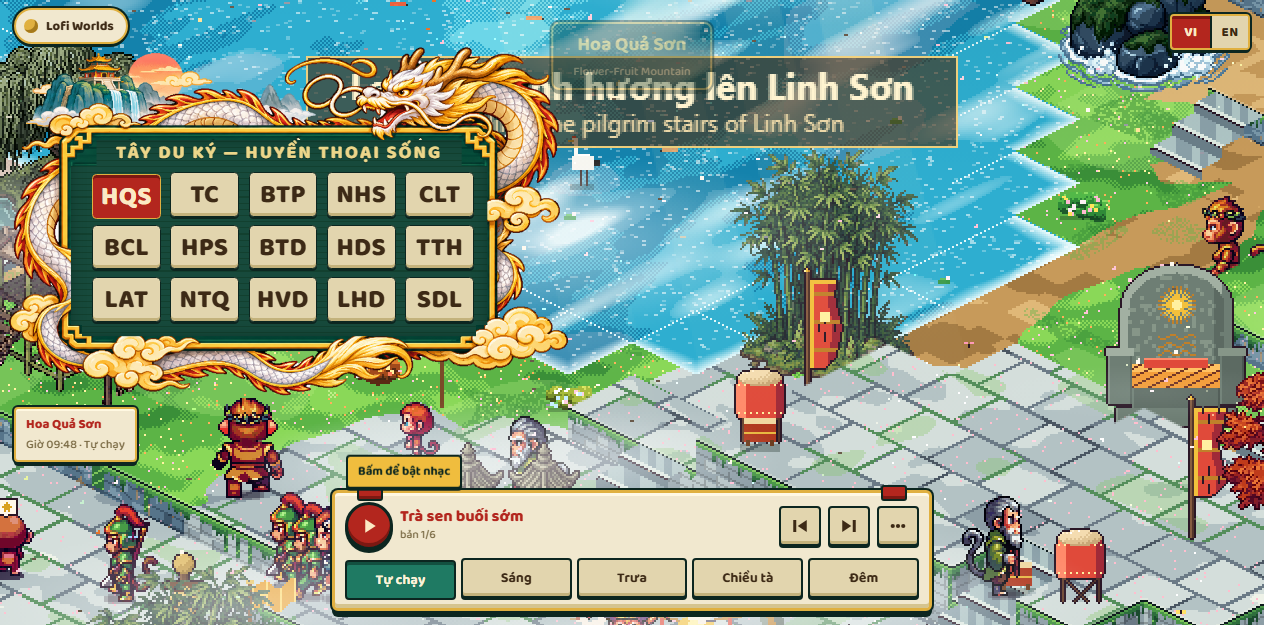 Lofi Worlds
VI EN
Hoa Quả Sơn
Flower-Fruit Mountain
hương lên Linh Sơn
pilgrim stairs of Linh Sơn
TÂY DU KÝ — HUYỀN THOẠI SỐNG
HQS TC BTP NHS CLT
BCL HPS BTD HDS TTH
LAT NTQ HVD LHD SDL
Hoa Quả Sơn
Giờ 09:48 · Tự chạy
Bấm để bật nhạc
Trà sen buổi sớm
bản 1/6
Tự chạy Sáng Trưa Chiều tà Đêm